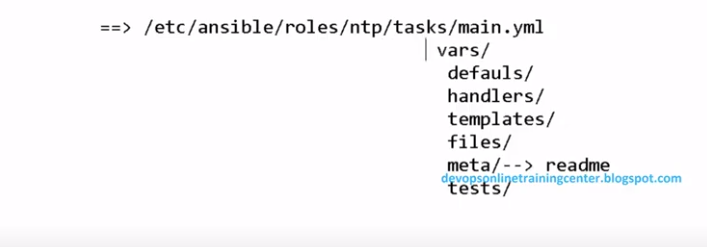 ==> /etc/ansible/roles/ntp/tasks/main.yml
| vars/
defauls/
handlers/
templates/
files/
meta/--> readme
devopsonlinetrainingcenter.blogspot.com
tests/